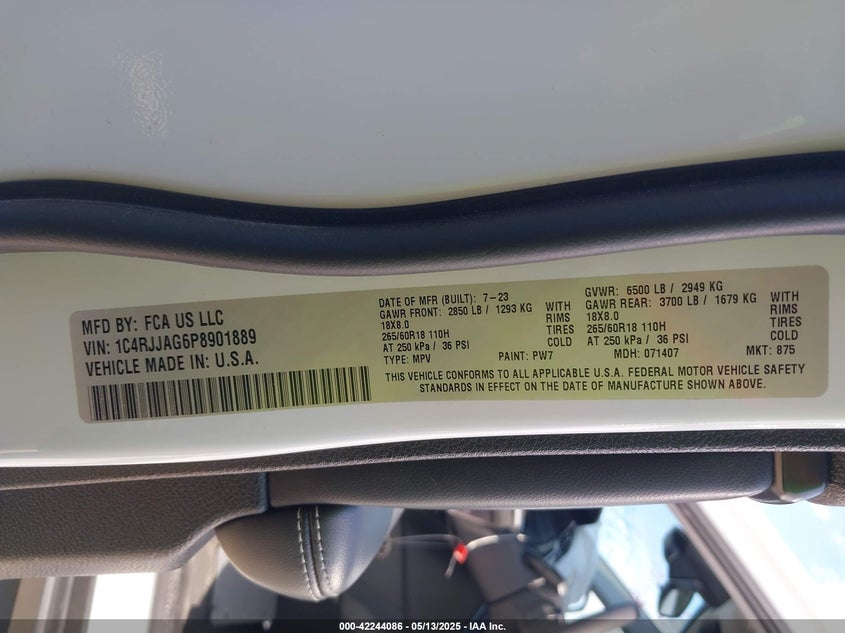 MFD BY: FCA US LLC
VIN: 1C4RJJAG6P8901889
VEHICLE MADE IN: U.S.A.
DATE OF MFR (BUILT): 7-23
GAWR FRONT: 2850 LB / 1293 KG WITH
18X8.0 RIMS
265/60R18 110H TIRES
AT 250 kPa / 36 PSI COLD
TYPE: MPV PAINT: PW7
GVWR: 6500 LB / 2949 KG
GAWR REAR: 3700 LB / 1679 KG WITH
18X8.0 RIMS
265/60R18 110H TIRES
AT 250 kPa / 36 PSI COLD
MDH: 071407 MKT: 875
THIS VEHICLE CONFORMS TO ALL APPLICABLE U.S.A. FEDERAL MOTOR VEHICLE SAFETY
STANDARDS IN EFFECT ON THE DATE OF MANUFACTURE SHOWN ABOVE.
000-42244086 - 05/13/2025 - IAA Inc.